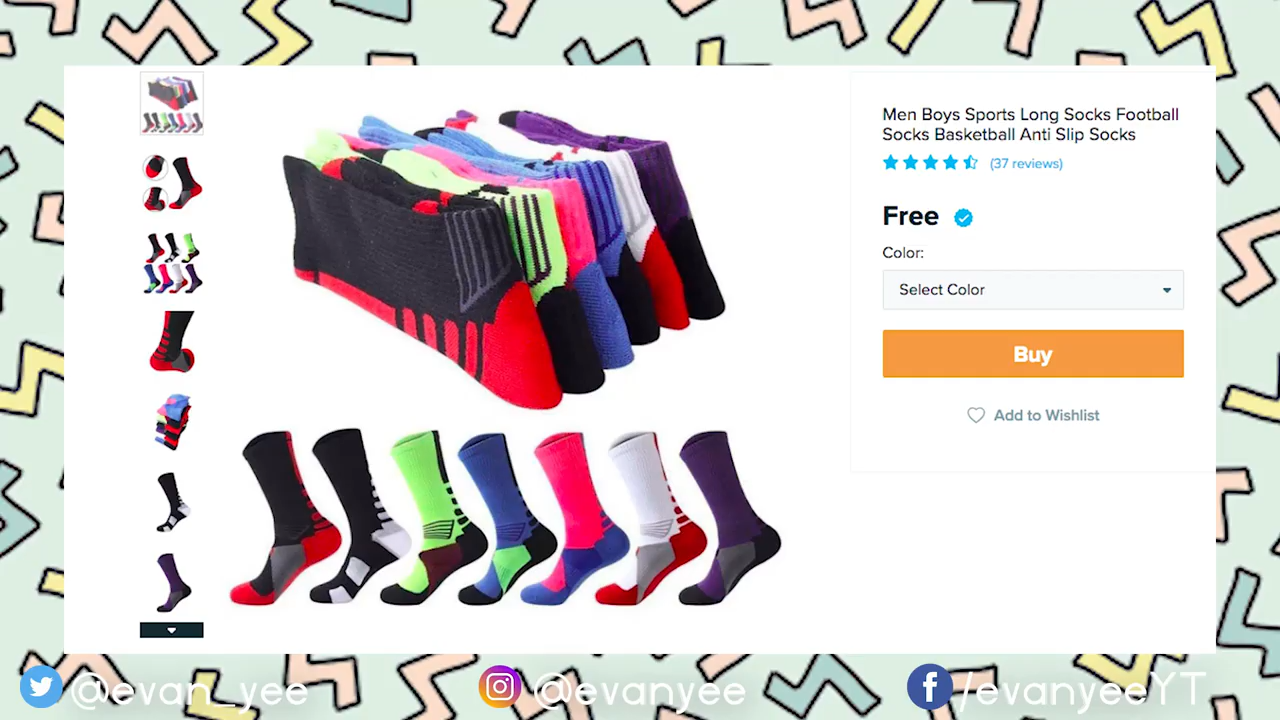 Men Boys Sports Long Socks Football
Socks Basketball Anti Slip Socks
(37 reviews)
Free
Color:
Select Color
Buy
Add to Wishlist
@evan_yee
@evanyee
/evanyeeYT